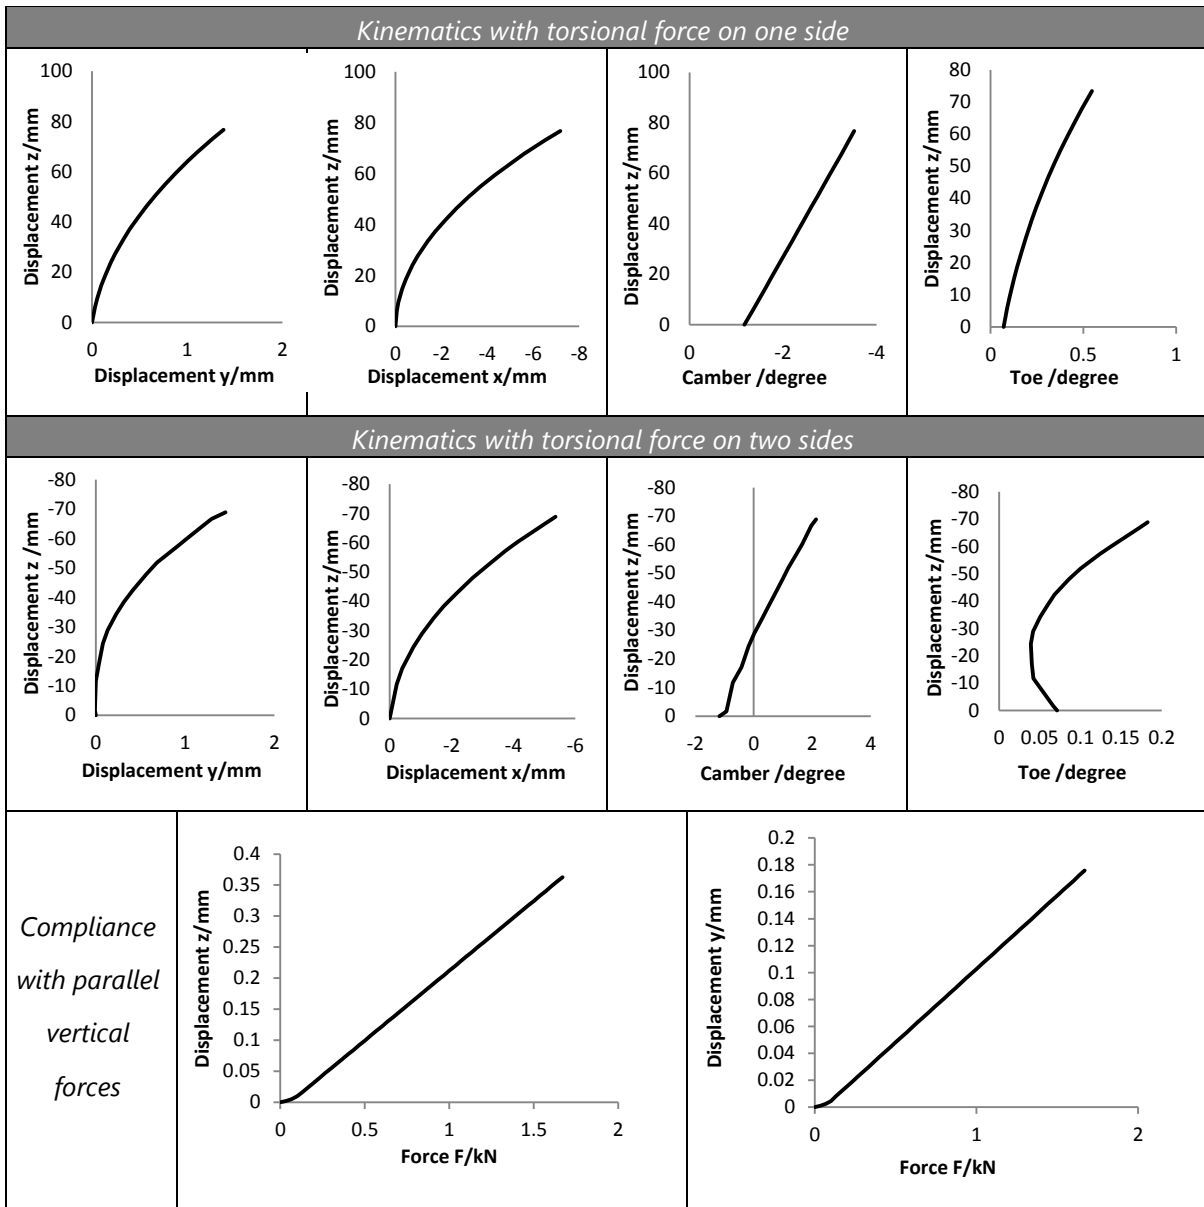 Kinematics with torsional force on one side
100
80
60
40
20
0
Displacement z/mm
0 1 2
Displacement y/mm
100
80
60
40
20
0
Displacement z/mm
0 -2 -4 -6 -8
Displacement x/mm
100
80
60
40
20
0
Displacement z/mm
0 -2 -4
Camber /degree
80
70
60
50
40
30
20
10
0
Displacement z/mm
0 0.5 1
Toe /degree
Kinematics with torsional force on two sides
-80
-70
-60
-50
-40
-30
-20
-10
0
Displacement z /mm
0 1 2
Displacement y/mm
-80
-70
-60
-50
-40
-30
-20
-10
0
Displacement z/mm
0 -2 -4 -6
Displacement x/mm
-80
-70
-60
-50
-40
-30
-20
-10
0
Displacement z/mm
-2 0 2 4
Camber /degree
-80
-70
-60
-50
-40
-30
-20
-10
0
Displacement z/mm
0 0.05 0.1 0.15 0.2
Toe /degree
Compliance
with parallel
vertical
forces
0.4
0.35
0.3
0.25
0.2
0.15
0.1
0.05
0
Displacement z/mm
0 0.5 1 1.5 2
Force F/kN
0.2
0.18
0.16
0.14
0.12
0.1
0.08
0.06
0.04
0.02
0
Displacement y/mm
0 1 2
Force F/kN